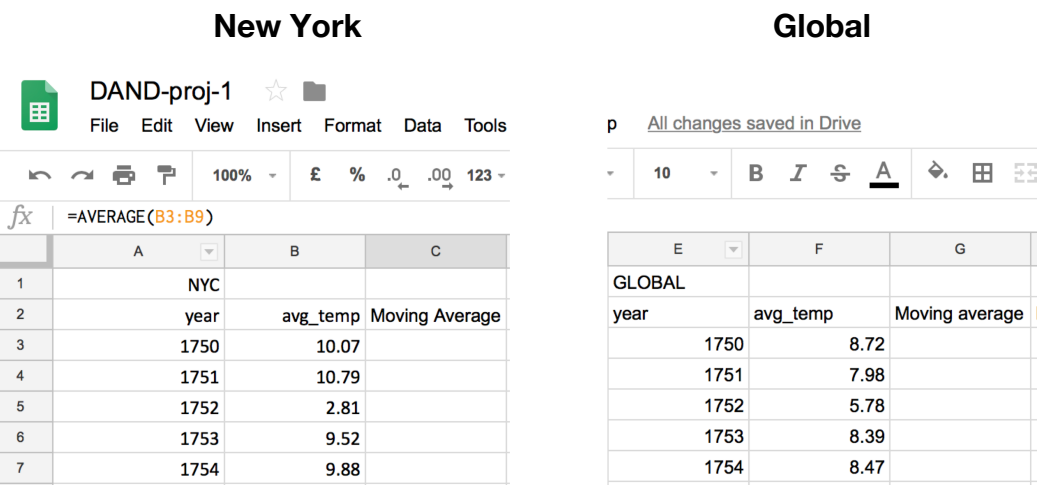 New York Global
DAND-proj-1
File Edit View Insert Format Data Tools
p All changes saved in Drive
100% £ % .0 .00 123
10 B I S A
fx =AVERAGE(B3:B9)
A B C
E F G
1 NYC
2 year avg_temp Moving Average
3 1750 10.07
4 1751 10.79
5 1752 2.81
6 1753 9.52
7 1754 9.88
GLOBAL
year avg_temp Moving average
1750 8.72
1751 7.98
1752 5.78
1753 8.39
1754 8.47